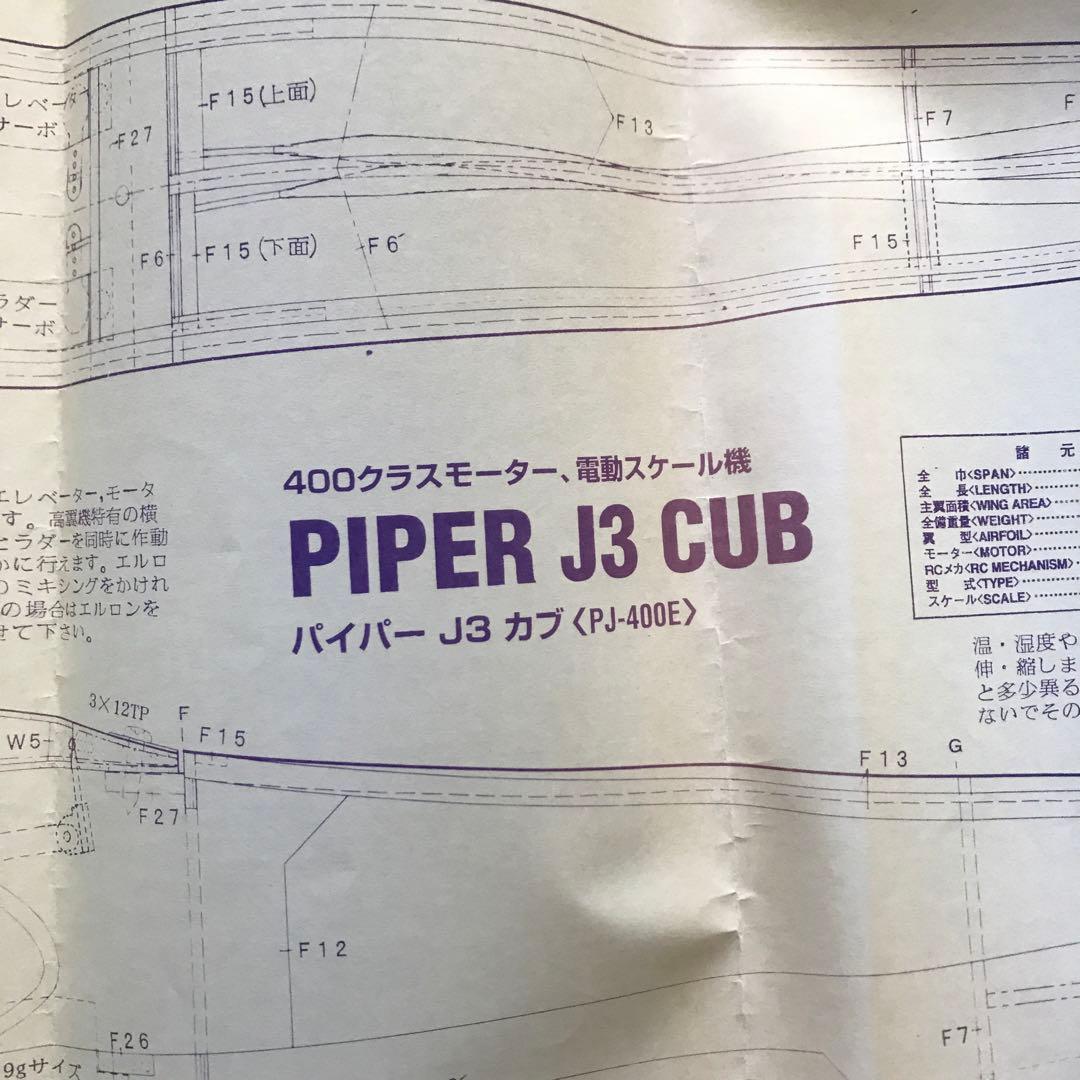 レベータ
サーボ
F27
F15(上面)
F13
F7
F
F6
F15(下面)
F6
F15
ラダー
サーボ
400クラスモーター、電動スケール機
PIPER J3 CUB
パイパー J3 カブ〈PJ-400E〉
エレベーター,モータ
す。高翼機特有の横
とラダーを同時に作動
かに行えます。エルロ
のミキシングをかけれ
の場合はエルロンを
せて下さい。
諸 元
全 巾<SPAN>
全 長<LENGTH>
主翼面積<WING AREA>
全備重量<WEIGHT>
翼 型<AIRFOIL>
モーター<MOTOR>
RCメカ<RC MECHANISM>
型 式<TYPE>
スケール<SCALE>
温・湿度や
伸・縮しま
と多少異る
ないでその
3×12TP
F
W5
F15
F13
G
F27
F12
F26
F7
9gサイズ